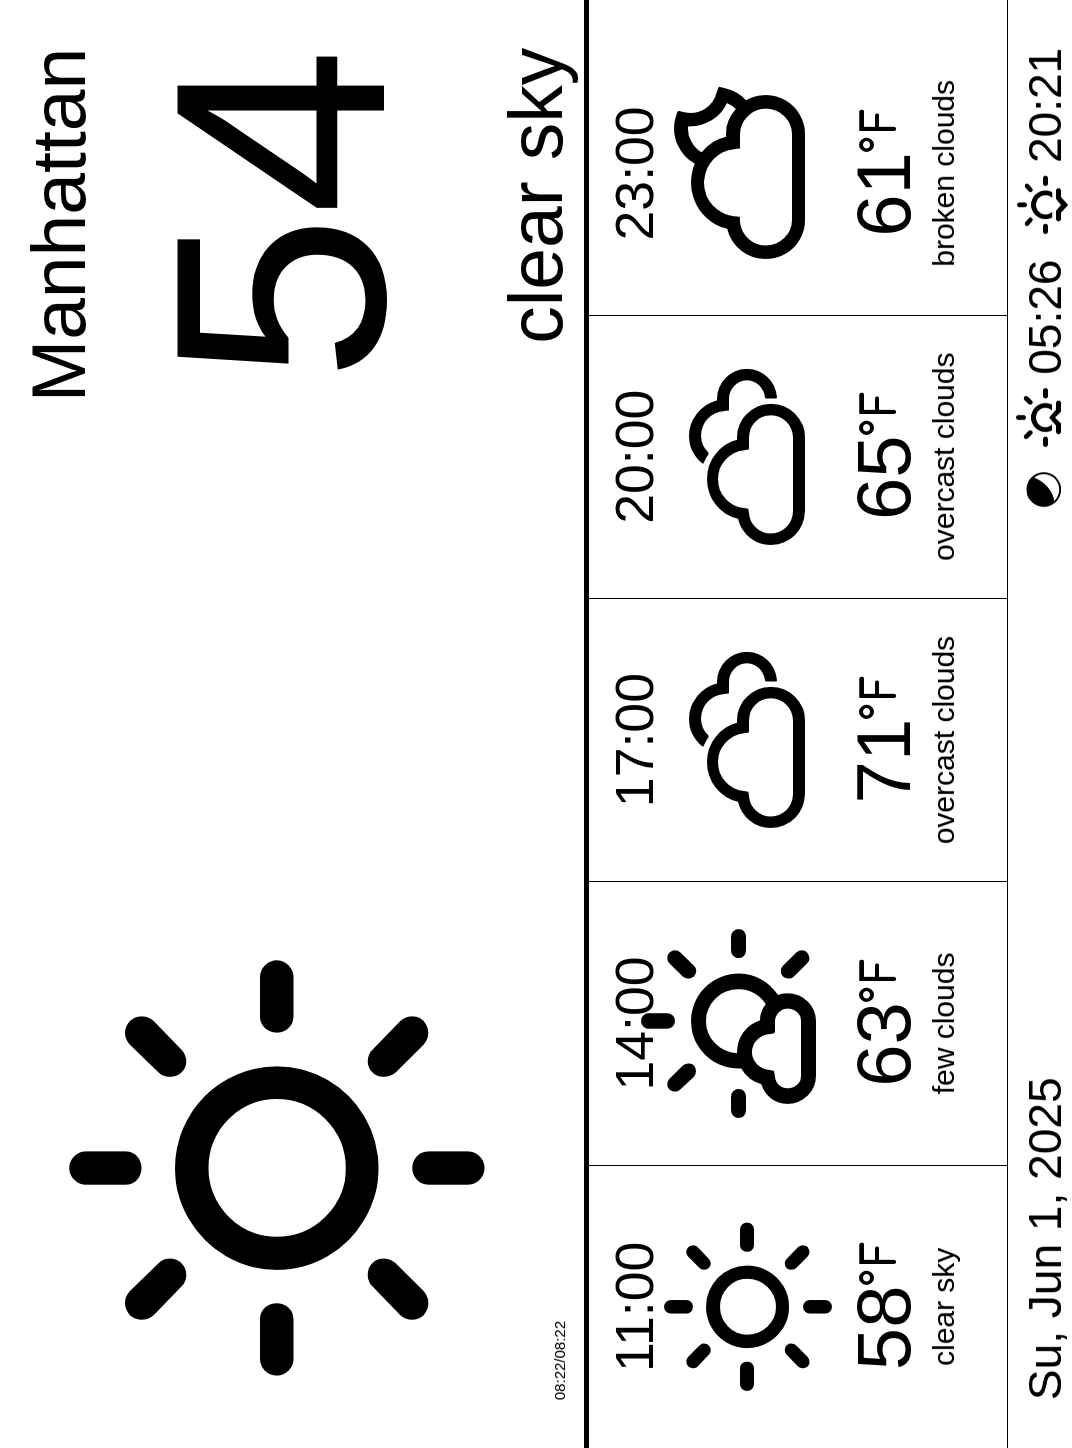 Manhattan
54
clear sky
08:22/08:22
11:00
58°F
clear sky
14:00
63°F
few clouds
17:00
71°F
overcast clouds
20:00
65°F
overcast clouds
23:00
61°F
broken clouds
Su, Jun 1, 2025
05:26 20:21